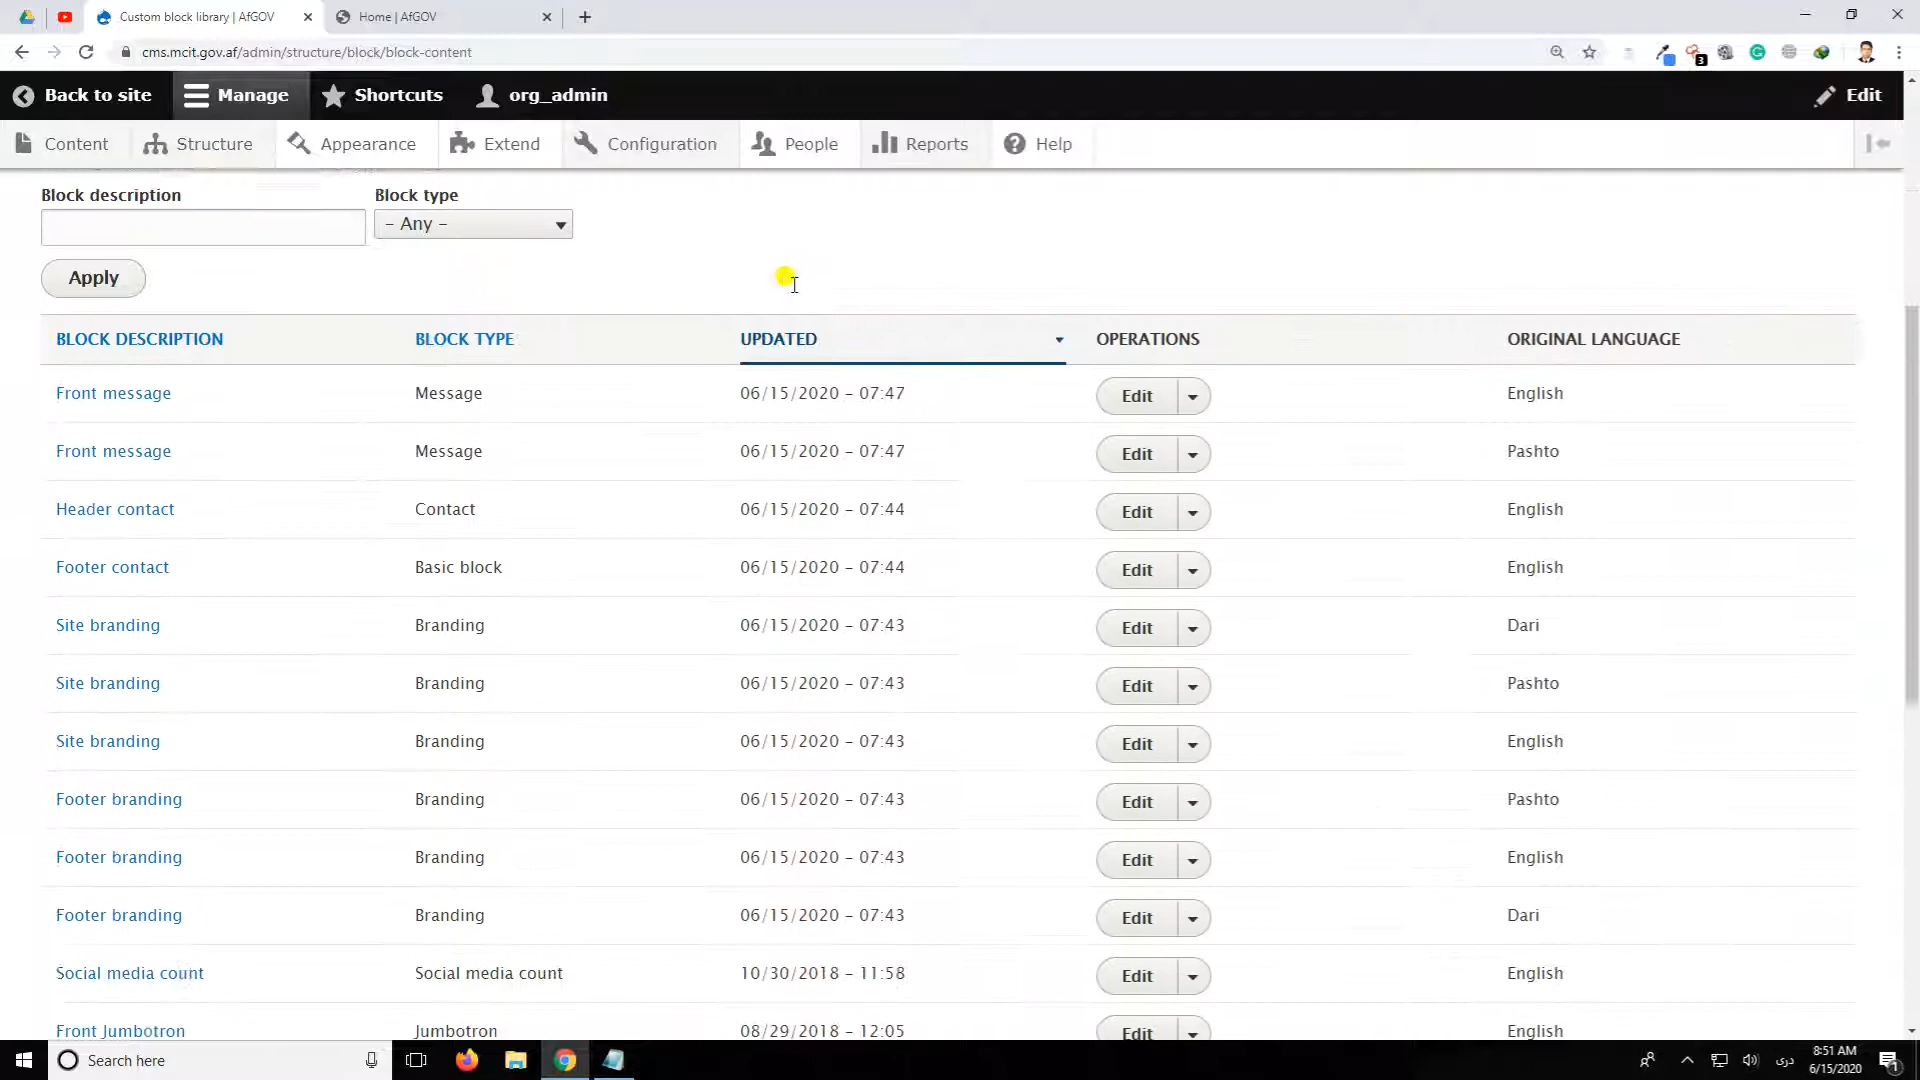 Custom block library | AfGOV
Home | AfGOV
cms.mcit.gov.af/admin/structure/block/block-content
3
Back to site
Manage
Shortcuts
org_admin
Edit
Content
Structure
Appearance
Extend
Configuration
People
Reports
Help
Block description
Block type
- Any -
Apply
BLOCK DESCRIPTION BLOCK TYPE UPDATED OPERATIONS ORIGINAL LANGUAGE
Front message Message 06/15/2020 - 07:47 Edit English
Front message Message 06/15/2020 - 07:47 Edit Pashto
Header contact Contact 06/15/2020 - 07:44 Edit English
Footer contact Basic block 06/15/2020 - 07:44 Edit English
Site branding Branding 06/15/2020 - 07:43 Edit Dari
Site branding Branding 06/15/2020 - 07:43 Edit Pashto
Site branding Branding 06/15/2020 - 07:43 Edit English
Footer branding Branding 06/15/2020 - 07:43 Edit Pashto
Footer branding Branding 06/15/2020 - 07:43 Edit English
Footer branding Branding 06/15/2020 - 07:43 Edit Dari
Social media count Social media count 10/30/2018 - 11:58 Edit English
Front Jumbotron Jumbotron 08/29/2018 - 12:05 Edit English
Search here
دری
8:51 AM
6/15/2020
1